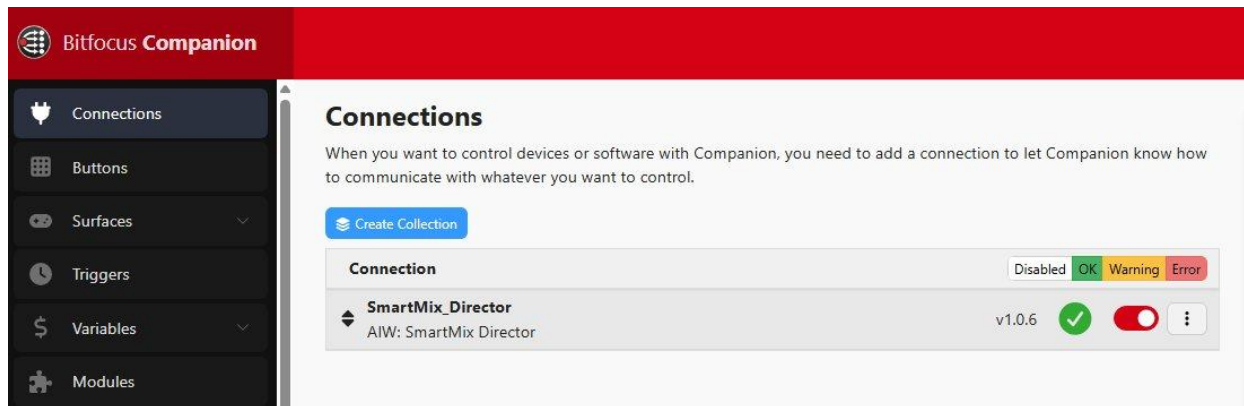 Bitfocus Companion
Connections
Buttons
Surfaces
Triggers
Variables
Modules
Connections
When you want to control devices or software with Companion, you need to add a connection to let Companion know how
to communicate with whatever you want to control.
Create Collection
Connection Disabled OK Warning Error
SmartMix_Director
AIW: SmartMix Director
v1.0.6